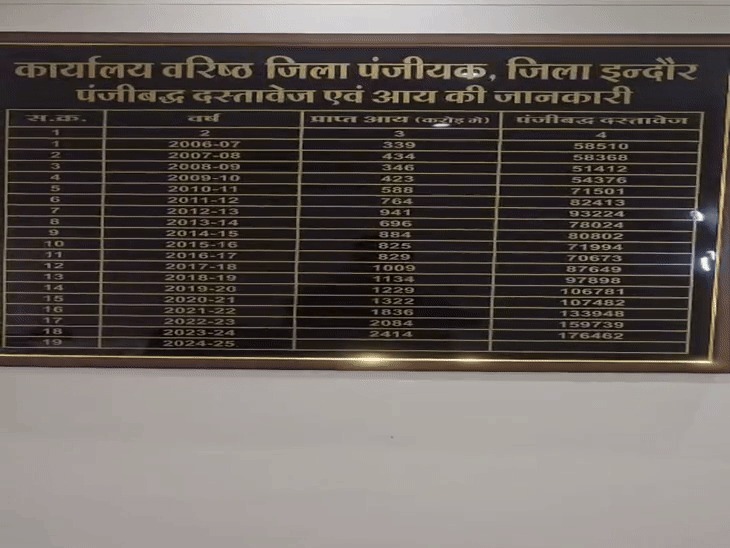 कार्यालय वरिष्ठ जिला पंजीयक, जिला इन्दौर
पंजीबद्ध दस्तावेज एवं आय की जानकारी
स.क्र. वर्ष प्राप्त आय (करोड़ में) पंजीबद्ध दस्तावेज
1 2 3 4
1 2006-07 339 58510
2 2007-08 434 58368
3 2008-09 346 51412
4 2009-10 423 54376
5 2010-11 588 71501
6 2011-12 764 82413
7 2012-13 941 93224
8 2013-14 696 78024
9 2014-15 884 80802
10 2015-16 825 71994
11 2016-17 829 70673
12 2017-18 1009 87649
13 2018-19 1134 97898
14 2019-20 1229 106781
15 2020-21 1322 107482
16 2021-22 1836 133948
17 2022-23 2084 159739
18 2023-24 2414 176462
19 2024-25